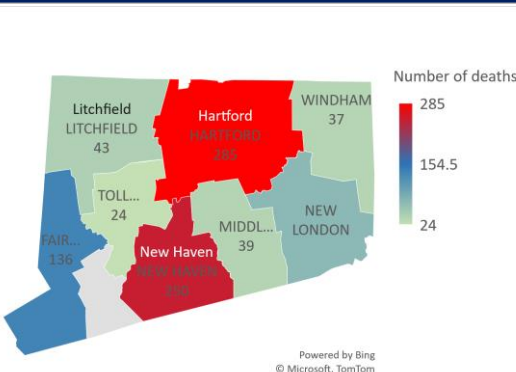 Number of deaths
285
154.5
24
Litchfield
LITCHFIELD
43
Hartford
HARTFORD
285
WINDHAM
37
TOLL...
24
NEW
LONDON
FAIR...
136
MIDDL...
39
New Haven
NEW HAVEN
Powered by Bing
© Microsoft, TomTom